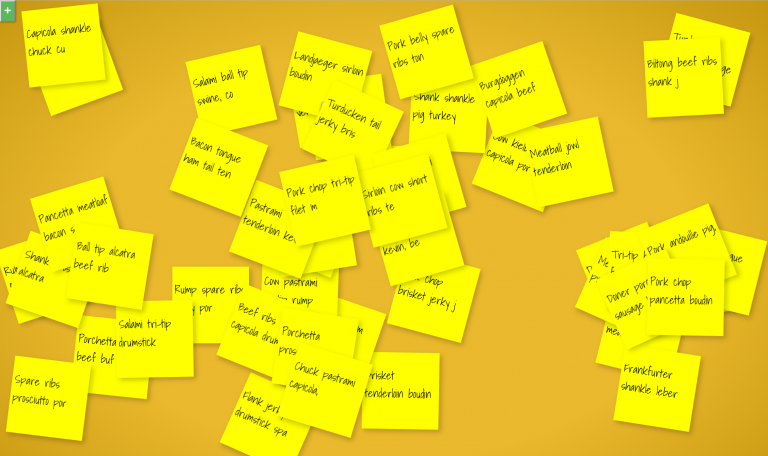 +
Capicola shankle
chuck cu
Salami ball tip
swine, co
Landjaeger sirloin
boudin
Turducken tail
jerky bris
Pork belly spare
ribs ton
Shank shankle
pig turkey
Burgdoggen
capicola beef
Cow kiel
capicola por
Meatball jowl
tenderloin
Biltong beef ribs
shank j
Bacon tongue
ham tail ten
Pastrami
tenderloin kev
Pork chop tri-tip
filet m
Sirloin cow short
ribs te
kevin, be
chop
brisket jerky j
Pancetta meatloaf
bacon s
Shank
alcatra
Ball tip alcatra
beef rib
Rump spare rib
por
Cow pastrami
rump
Beef ribs
capicola drum
Porchetta
pros
Porchetta
beef buf
Salami tri-tip
drumstick
Spare ribs
prosciutto por
Chuck pastrami
capicola,
Flank jerk
drumstick spa
tenderloin boudin
Tri-tip
Pork andouille pig,
Doner por
sausage
Pork chop
pancetta boudin
Frankfurter
shankle leber